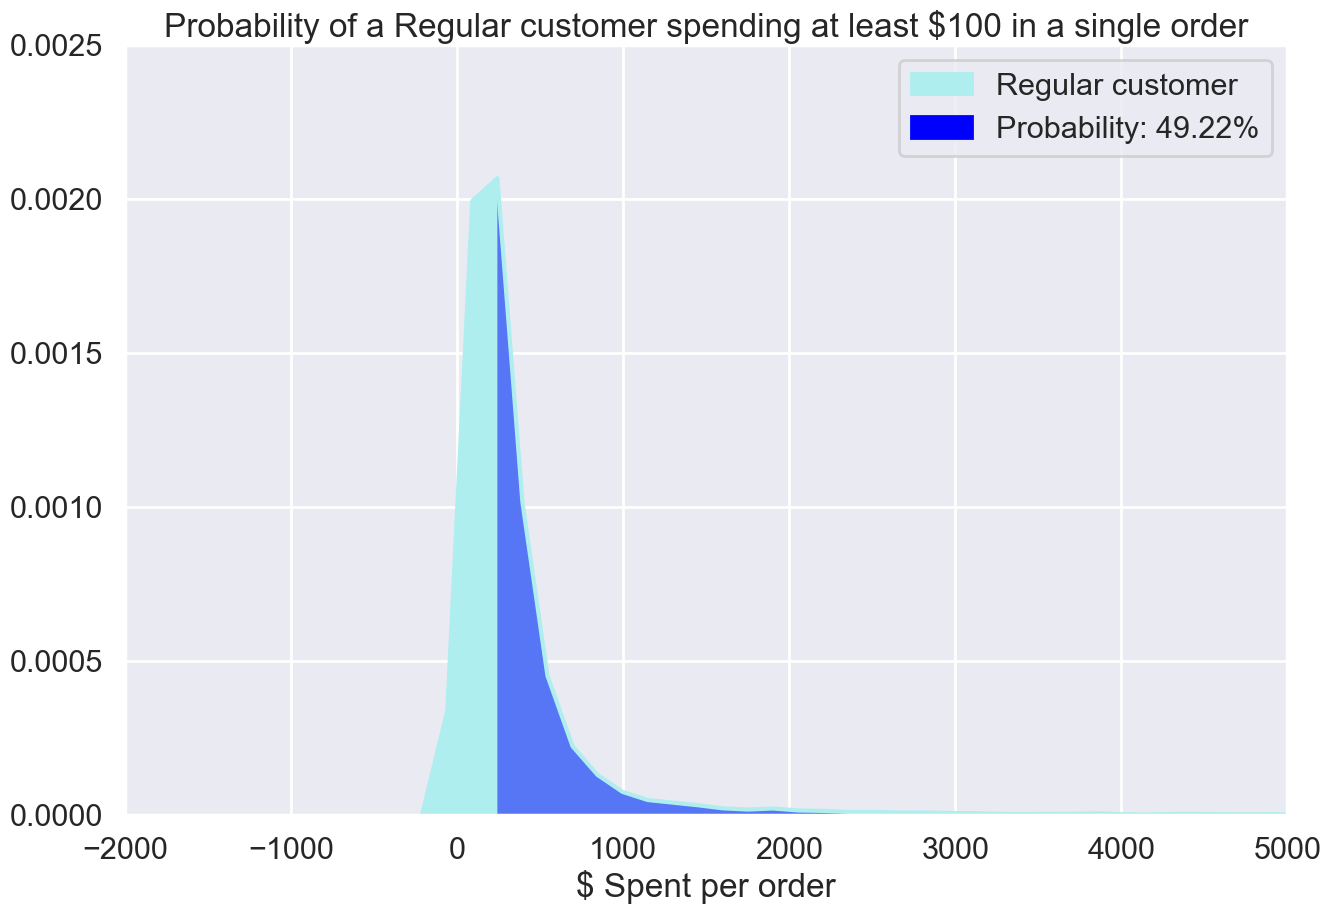 Probability of a Regular customer spending at least $100 in a single order
Regular customer
Probability: 49.22%
0.0025
0.0020
0.0015
0.0010
0.0005
0.0000
−2000 −1000 0 1000 2000 3000 4000 5000
$ Spent per order